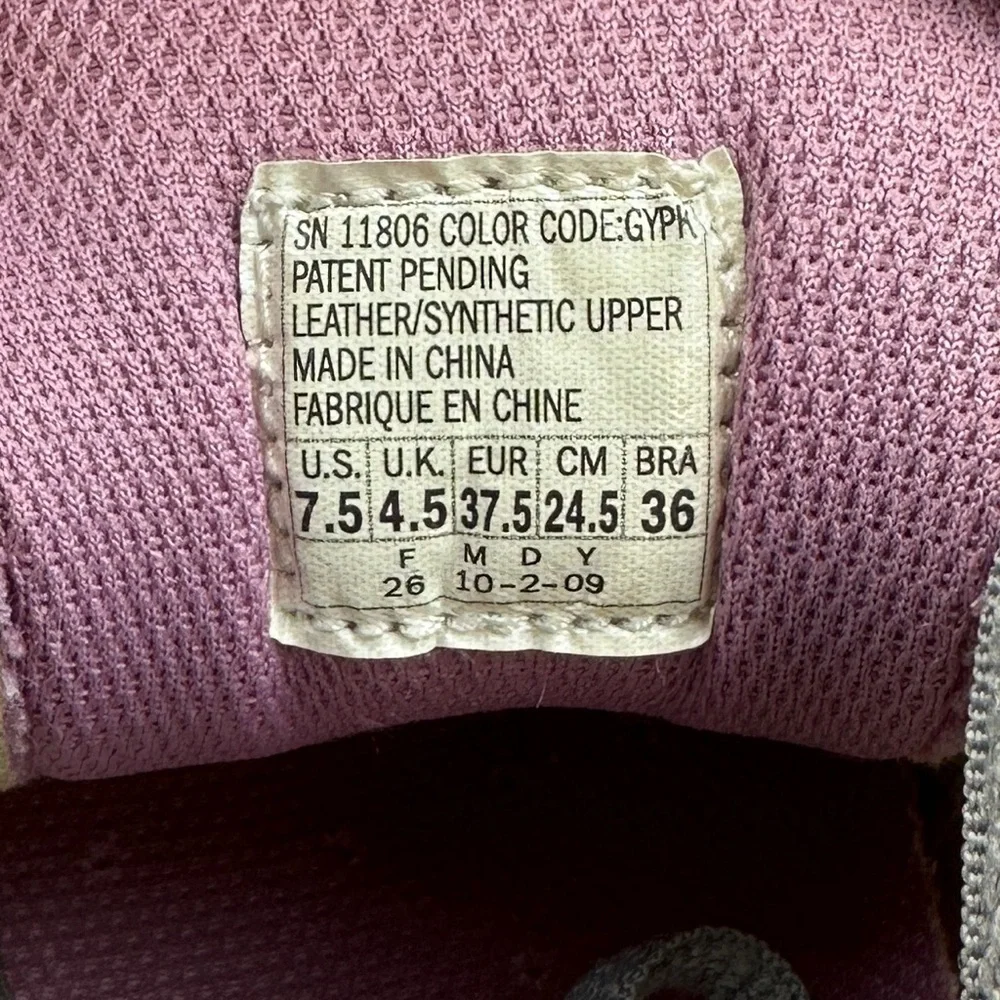 SN 11806 COLOR CODE:GYPK
PATENT PENDING
LEATHER/SYNTHETIC UPPER
MADE IN CHINA
FABRIQUE EN CHINE
U.S. U.K. EUR CM BRA
7.5 4.5 37.5 24.5 36
F M D Y
26 10-2-09